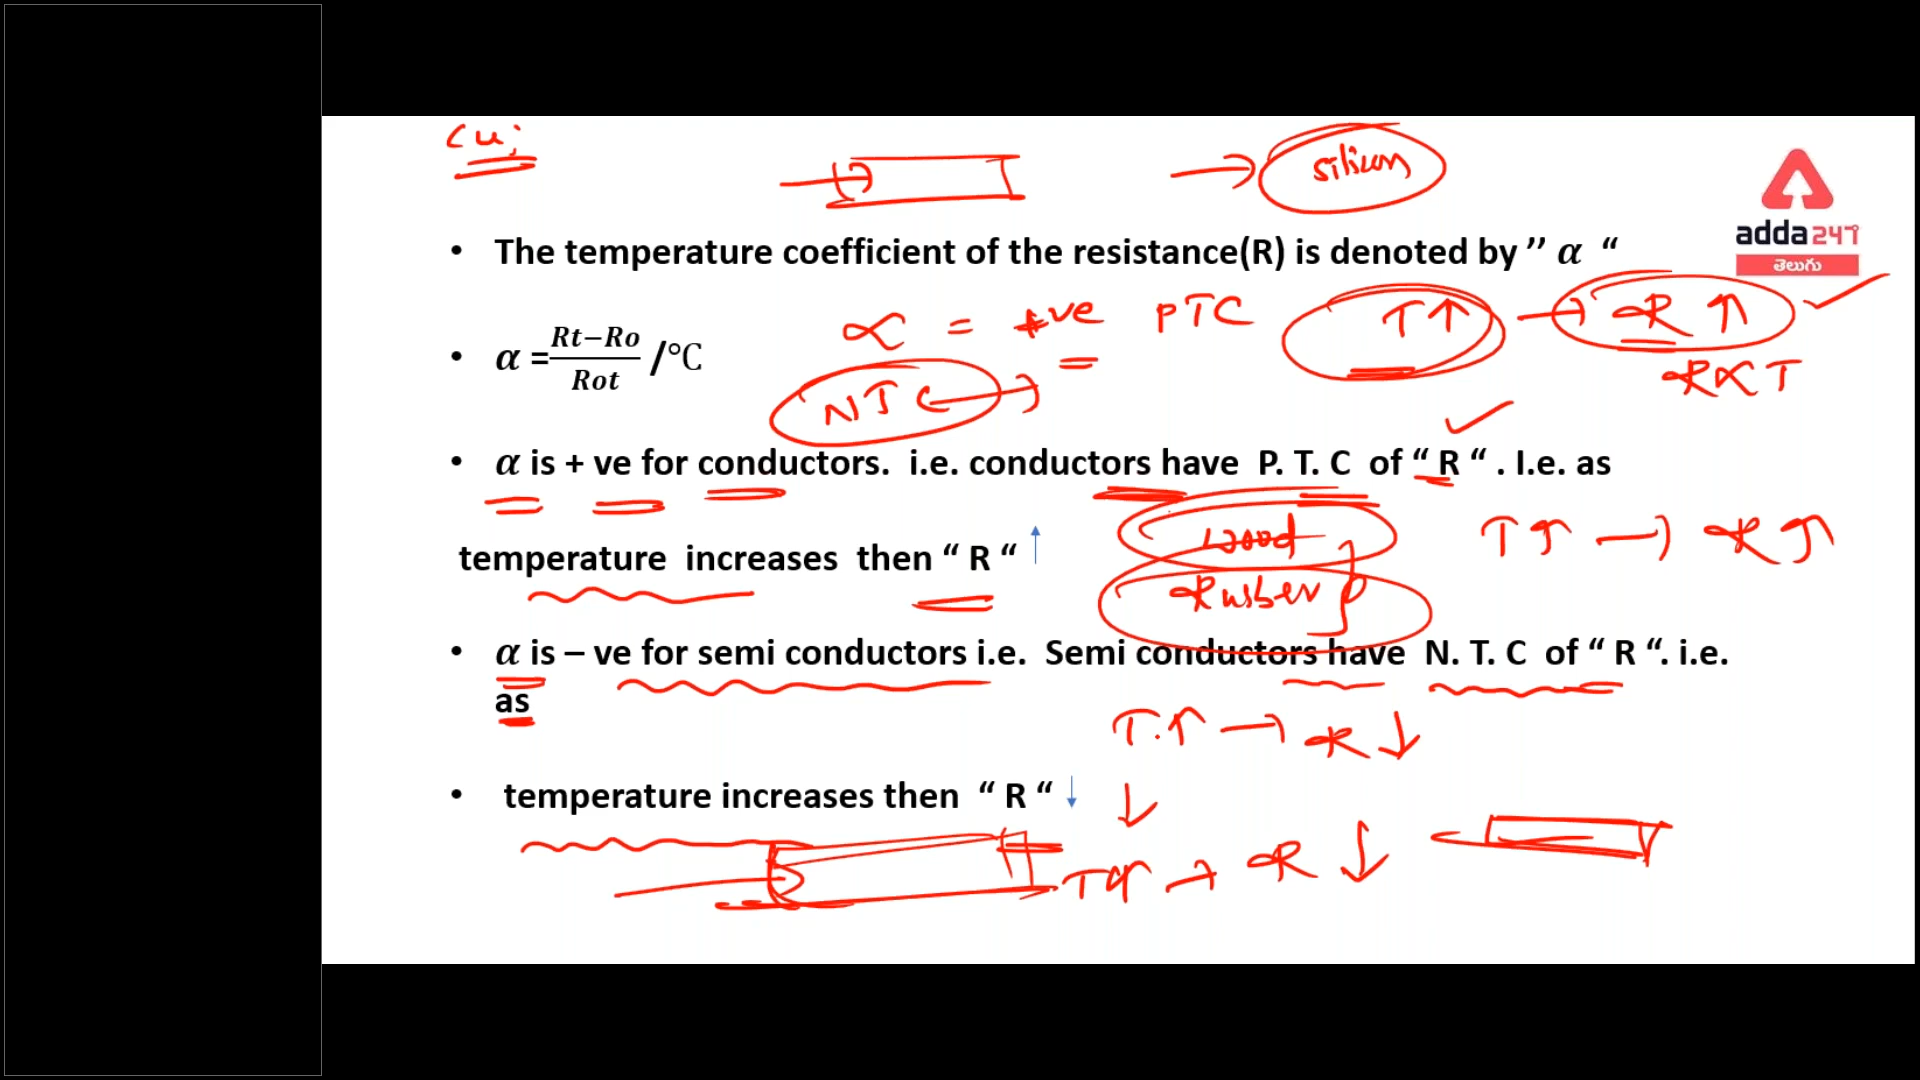 Cu;
silicon
adda247
తెలుగు
• The temperature coefficient of the resistance(R) is denoted by ’’ α “
∝ = +ve PTC T↑ → R↑
• α = Rt−Ro / Rot /°C
R∝T
NTC →
• α is + ve for conductors. i.e. conductors have P. T. C of “ R “ . I.e. as
wood
T↑ → R↑
temperature increases then “ R “ ↑
Rubber
• α is – ve for semi conductors i.e. Semi conductors have N. T. C of “ R “. i.e.
as
T.↑ → R↓
• temperature increases then “ R “ ↓
↓
T↑ → R↓